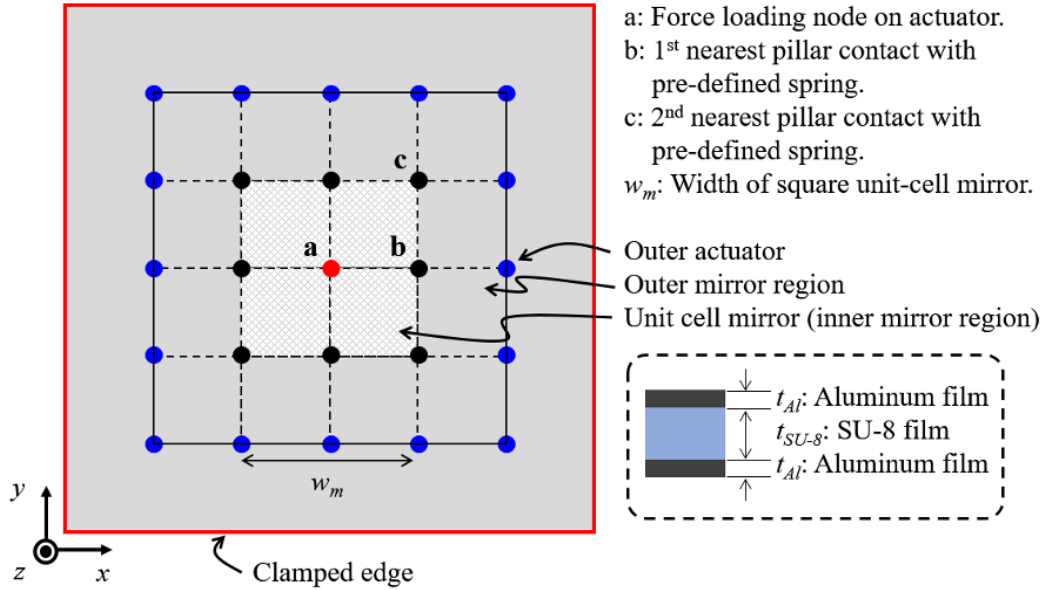 a: Force loading node on actuator.
b: 1st nearest pillar contact with
pre-defined spring.
c: 2nd nearest pillar contact with
pre-defined spring.
wm: Width of square unit-cell mirror.
c
a
b
Outer actuator
Outer mirror region
Unit cell mirror (inner mirror region)
tAl: Aluminum film
tSU-8: SU-8 film
tAl: Aluminum film
wm
y
z
x
Clamped edge